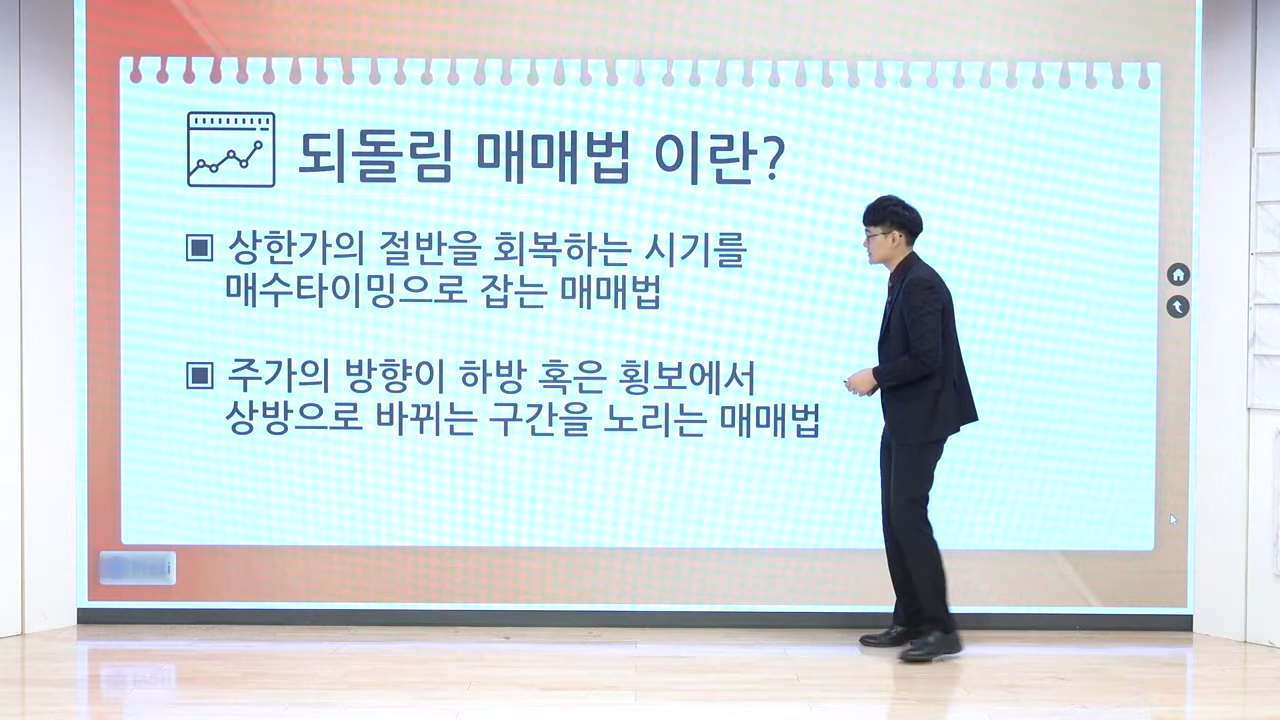 되돌림 매매법 이란?
▣ 상한가의 절반을 회복하는 시기를
매수타이밍으로 잡는 매매법
▣ 주가의 방향이 하방 혹은 횡보에서
상방으로 바뀌는 구간을 노리는 매매법